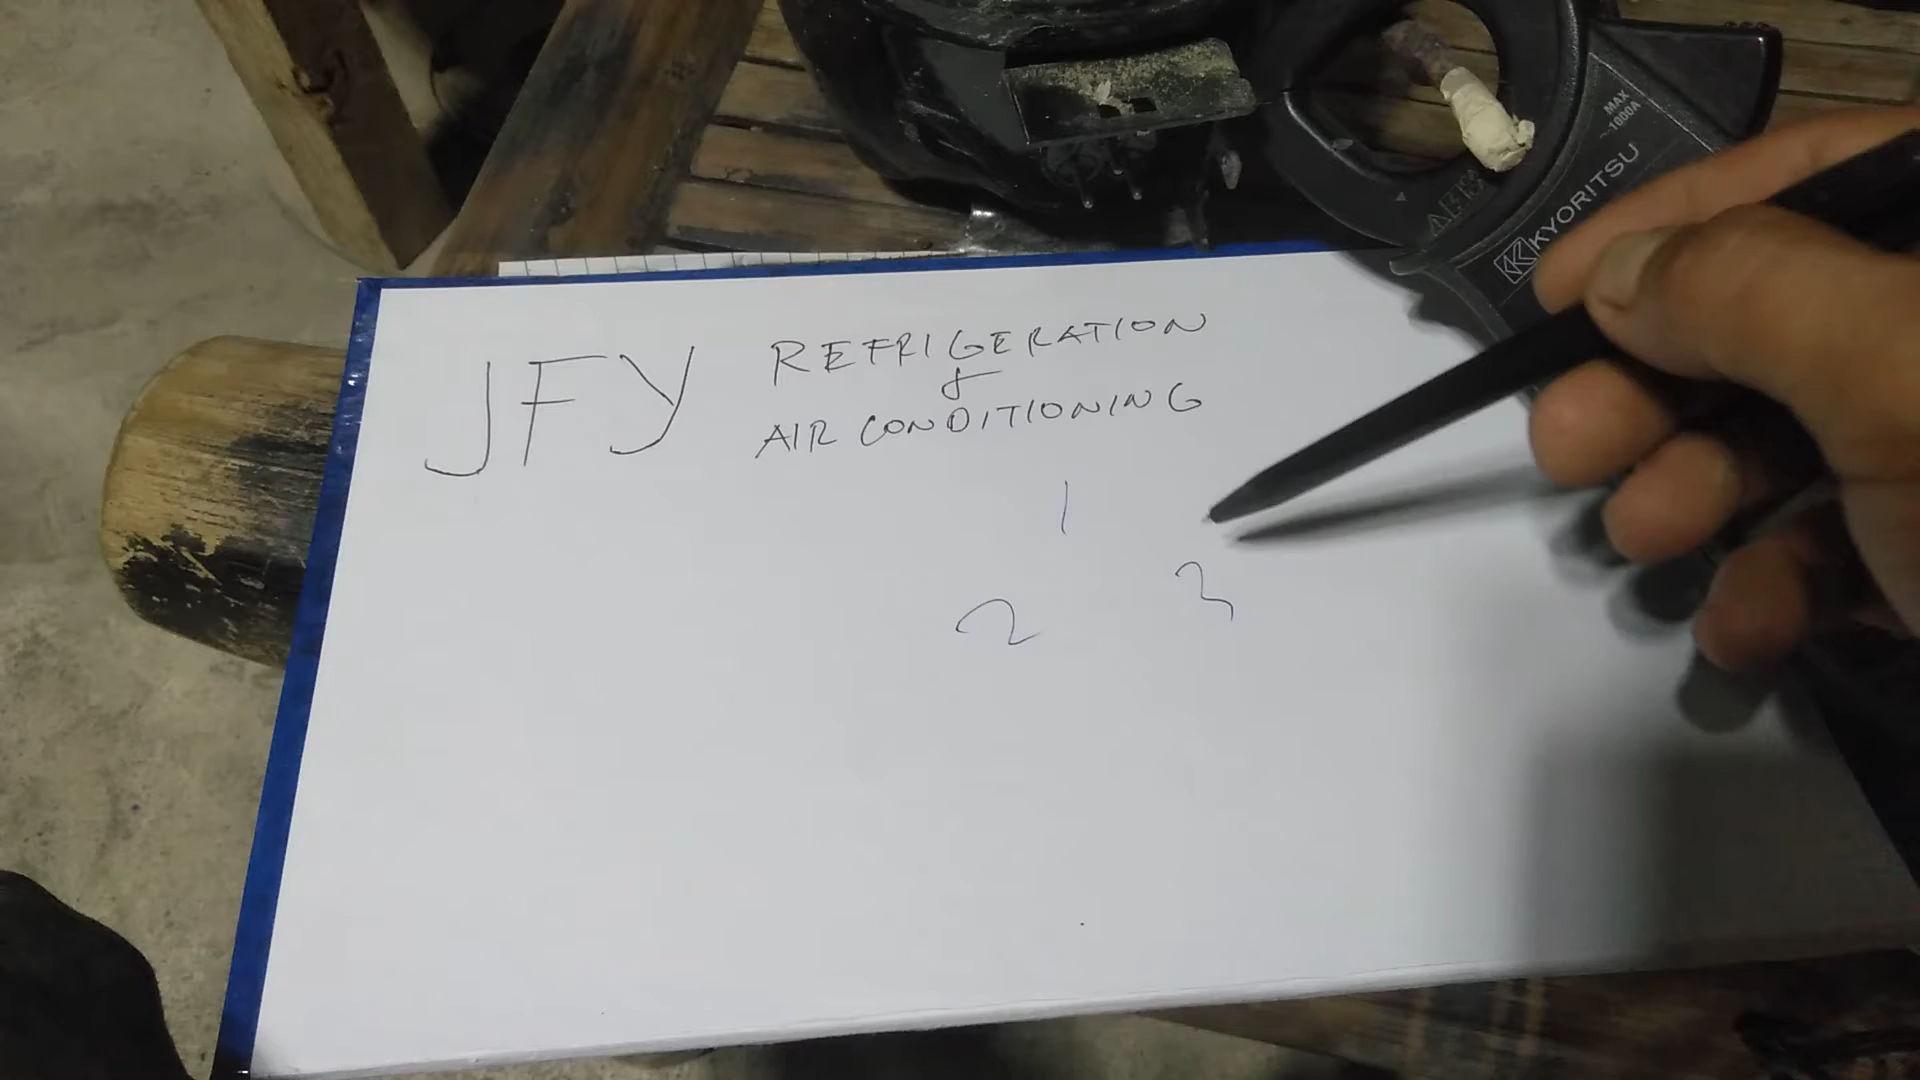 JFY REFRIGERATION
&
AIR CONDITIONING
1
2 3
MAX
~1000A
KYORITSU